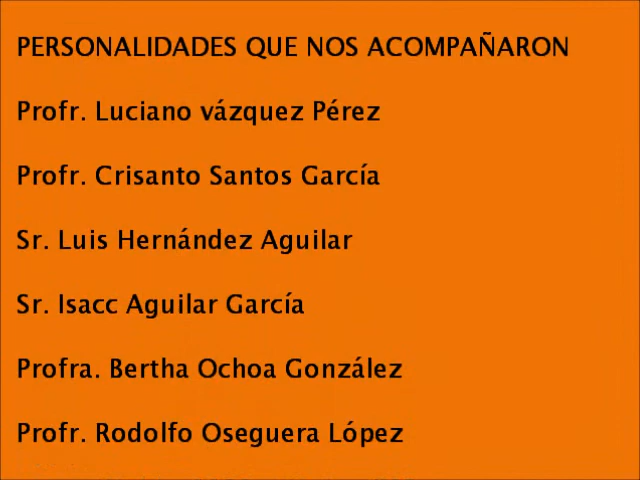 PERSONALIDADES QUE NOS ACOMPAÑARON
Profr. Luciano vázquez Pérez
Profr. Crisanto Santos García
Sr. Luis Hernández Aguilar
Sr. Isacc Aguilar García
Profra. Bertha Ochoa González
Profr. Rodolfo Oseguera López